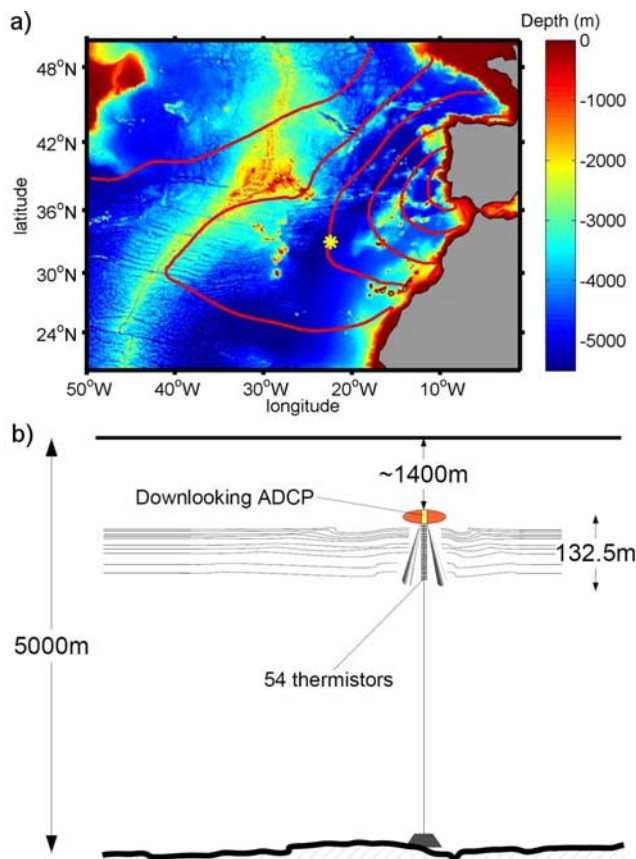 a)
Depth (m)
48°N
42°N
36°N
30°N
24°N
latitude
50°W
40°W
30°W
20°W
10°W
longitude
0
-1000
-2000
-3000
-4000
-5000
b)
~1400m
Downlooking ADCP
132.5m
5000m
54 thermistors